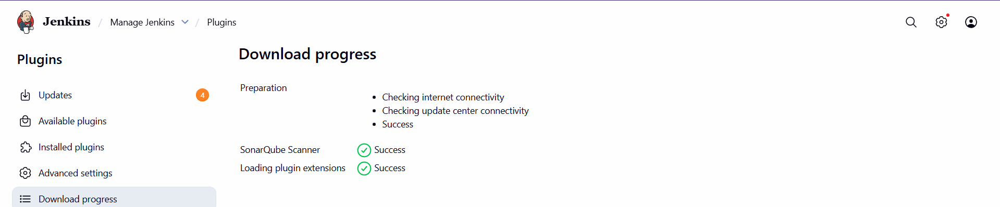 Jenkins / Manage Jenkins / Plugins
Plugins
Updates 4
Available plugins
Installed plugins
Advanced settings
Download progress
Download progress
Preparation
• Checking internet connectivity
• Checking update center connectivity
• Success
SonarQube Scanner Success
Loading plugin extensions Success